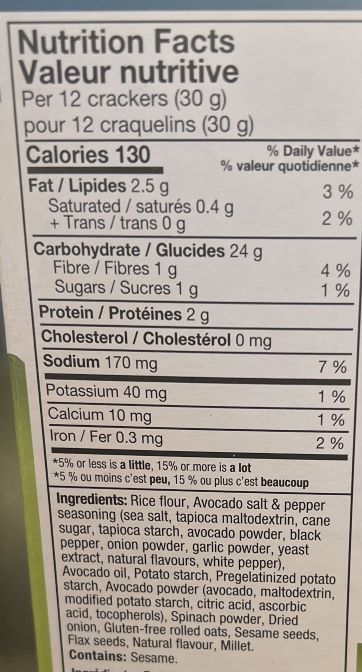 Nutrition Facts
Valeur nutritive
Per 12 crackers (30 g)
pour 12 craquelins (30 g)
Calories 130
% Daily Value*
% valeur quotidienne*
Fat / Lipides 2.5 g 3 %
Saturated / saturés 0.4 g
+ Trans / trans 0 g 2 %
Carbohydrate / Glucides 24 g
Fibre / Fibres 1 g 4 %
Sugars / Sucres 1 g 1 %
Protein / Protéines 2 g
Cholesterol / Cholestérol 0 mg
Sodium 170 mg 7 %
Potassium 40 mg 1 %
Calcium 10 mg 1 %
Iron / Fer 0.3 mg 2 %
*5% or less is a little, 15% or more is a lot
*5 % ou moins c'est peu, 15 % ou plus c'est beaucoup
Ingredients: Rice flour, Avocado salt & pepper
seasoning (sea salt, tapioca maltodextrin, cane
sugar, tapioca starch, avocado powder, black
pepper, onion powder, garlic powder, yeast
extract, natural flavours, white pepper),
Avocado oil, Potato starch, Pregelatinized potato
starch, Avocado powder (avocado, maltodextrin,
modified potato starch, citric acid, ascorbic
acid, tocopherols), Spinach powder, Dried
onion, Gluten-free rolled oats, Sesame seeds,
Flax seeds, Natural flavour, Millet.
Contains: Sesame.